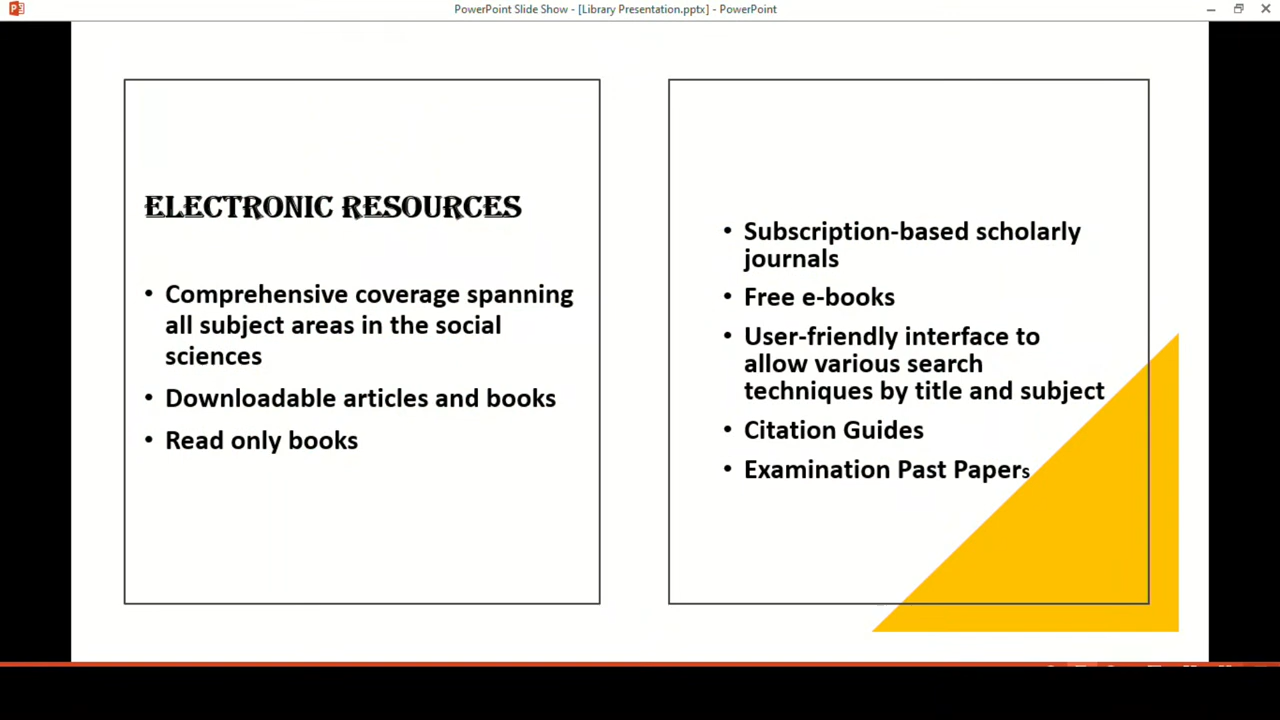 PowerPoint Slide Show - [Library Presentation.pptx] - PowerPoint
ELECTRONIC RESOURCES
• Comprehensive coverage spanning
all subject areas in the social
sciences
• Downloadable articles and books
• Read only books
• Subscription-based scholarly
journals
• Free e-books
• User-friendly interface to
allow various search
techniques by title and subject
• Citation Guides
• Examination Past Papers